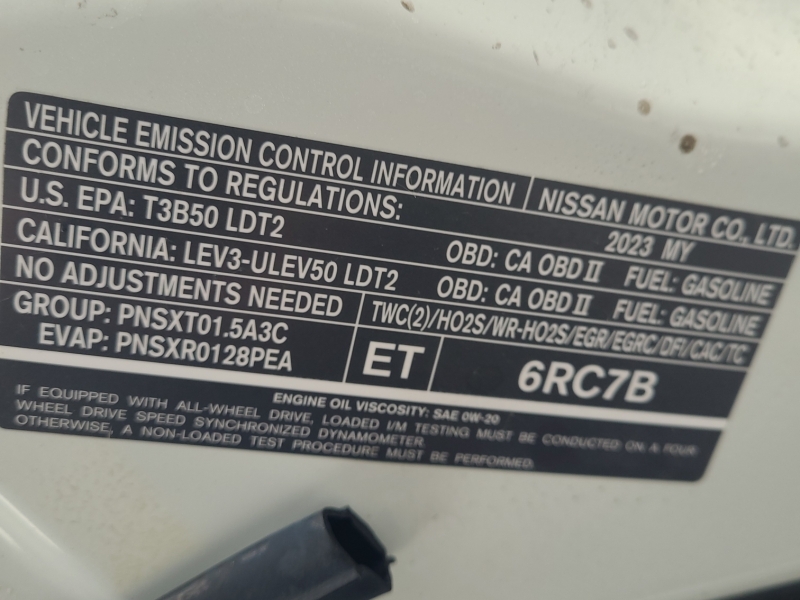 VEHICLE EMISSION CONTROL INFORMATION NISSAN MOTOR CO., LTD.
CONFORMS TO REGULATIONS: 2023 MY
U.S. EPA: T3B50 LDT2 OBD: CA OBD II FUEL: GASOLINE
CALIFORNIA: LEV3-ULEV50 LDT2 OBD: CA OBD II FUEL: GASOLINE
NO ADJUSTMENTS NEEDED TWC(2)/HO2S/WR-HO2S/EGR/EGRC/DFI/CAC/TC
GROUP: PNSXT01.5A3C
EVAP: PNSXR0128PEA
ET 6RC7B
ENGINE OIL VISCOSITY: SAE 0W-20
IF EQUIPPED WITH ALL-WHEEL DRIVE, LOADED I/M TESTING MUST BE CONDUCTED ON A FOUR-
WHEEL DRIVE SPEED SYNCHRONIZED DYNAMOMETER.
OTHERWISE, A NON-LOADED TEST PROCEDURE MUST BE PERFORMED.